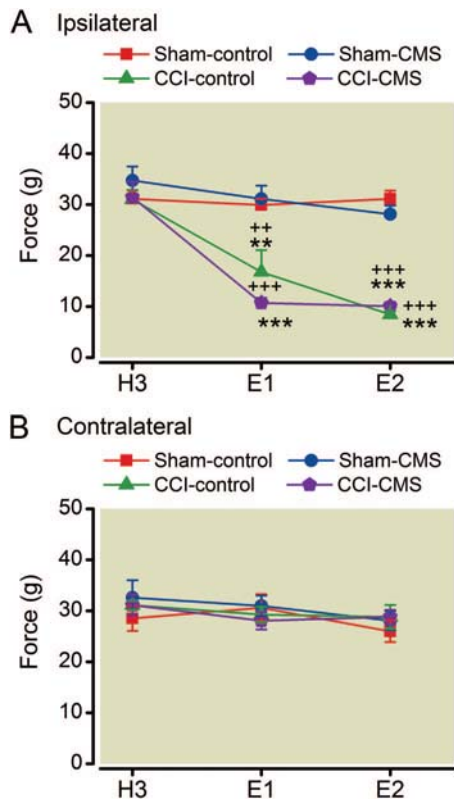 A Ipsilateral
Sham-control Sham-CMS
CCI-control CCI-CMS
50
40
30
20
10
0
Force (g)
++
**
+++
***
+++
***
+++
***
H3 E1 E2
B Contralateral
Sham-control Sham-CMS
CCI-control CCI-CMS
50
40
30
20
10
0
Force (g)
H3 E1 E2